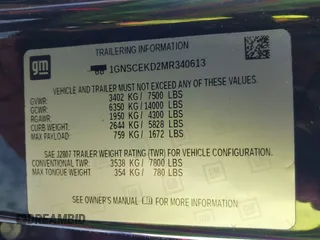 gm
TRAILERING INFORMATION
1GNSCEKD2MR340613
VEHICLE AND TRAILER MUST NOT EXCEED ANY OF THESE:
GVWR: 3402 KG / 7500 LBS
GCWR: 6350 KG / 14000 LBS
RGAWR: 1950 KG / 4300 LBS
CURB WEIGHT: 2644 KG / 5828 LBS
MAX PAYLOAD: 759 KG / 1672 LBS
SAE J2807 TRAILER WEIGHT RATING (TWR) FOR VEHICLE CONFIGURATION.
CONVENTIONAL TWR: 3538 KG / 7800 LBS
MAX TONGUE WEIGHT: 354 KG / 780 LBS
SEE OWNER'S MANUAL FOR MORE INFORMATION